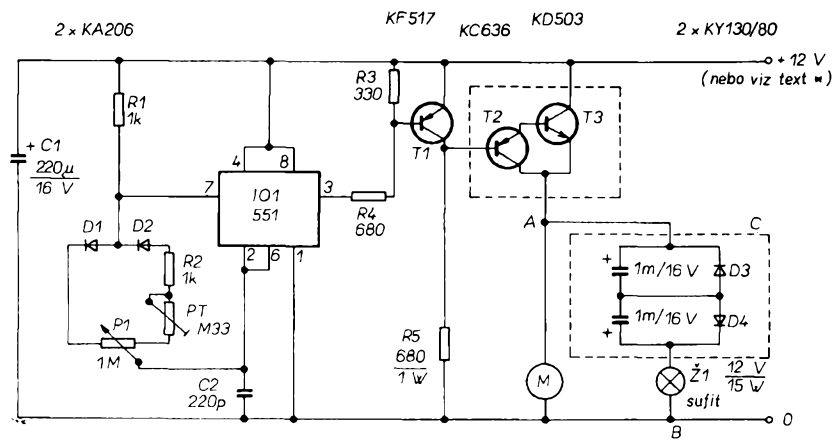 2 x KA206
KF517
KC636
KD503
2 x KY130/80
+ 12 V
(nebo viz text *)
R1
1k
R3
330
T1
T2
T3
+ C1
220µ
16 V
4
8
7
IO1
551
3
R4
680
2
6
1
A
C
D1
D2
R2
1k
PT
M33
P1
1M
C2
220p
R5
680
1 W
M
+
1m/16 V
D3
+
1m/16 V
D4
Ž1
12 V
15 W
sufit
B
0